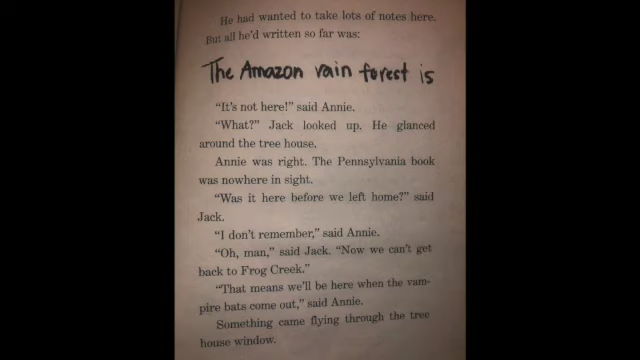 He had wanted to take lots of notes here.
But all he'd written so far was:
The Amazon rain forest is
"It's not here!" said Annie.
"What?" Jack looked up. He glanced
around the tree house.
Annie was right. The Pennsylvania book
was nowhere in sight.
"Was it here before we left home?" said
Jack.
"I don't remember," said Annie.
"Oh, man," said Jack. "Now we can't get
back to Frog Creek."
"That means we'll be here when the vam-
pire bats come out," said Annie.
Something came flying through the tree
house window.